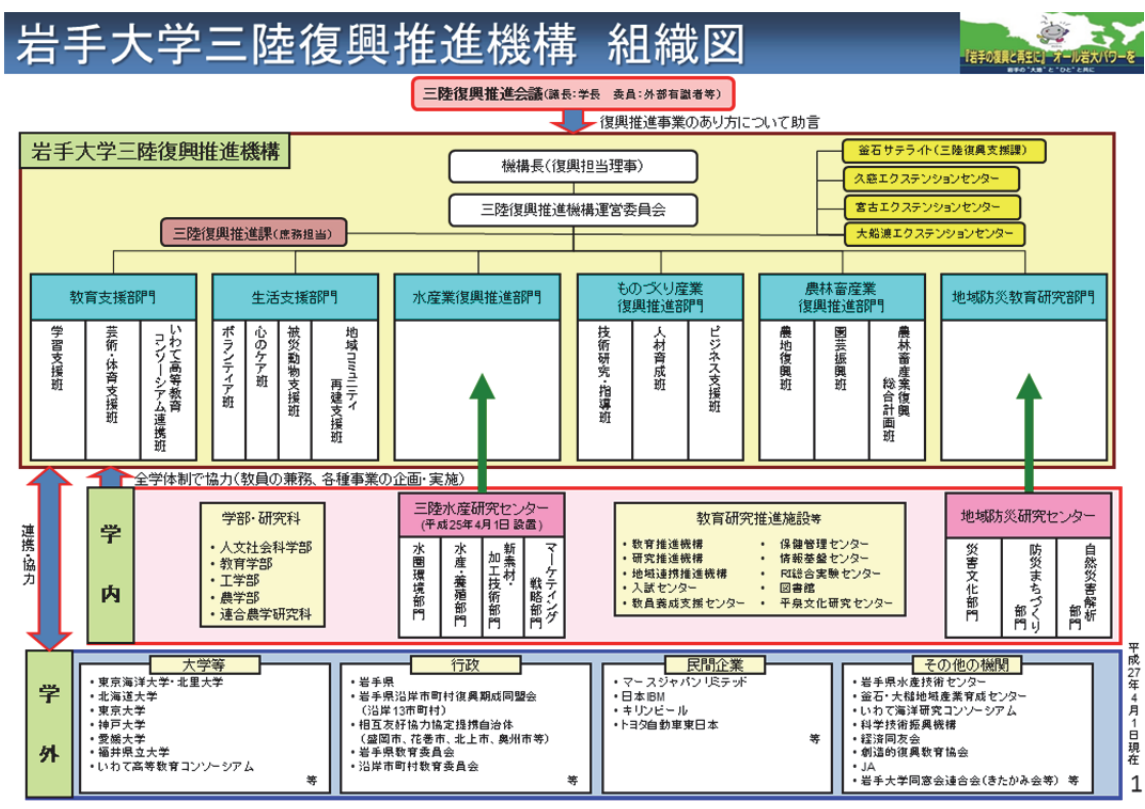 岩手大学三陸復興推進機構 組織図
『岩手の復興と再生に』オール岩大パワーを
岩手の"大地"と"ひと"と共に
三陸復興推進会議(議長:学長 委員:外部有識者等)
復興推進事業のあり方について助言
岩手大学三陸復興推進機構
機構長(復興担当理事)
三陸復興推進機構運営委員会
三陸復興推進課(庶務担当)
釜石サテライト(三陸復興支援課)
久慈エクステンションセンター
宮古エクステンションセンター
大船渡エクステンションセンター
教育支援部門
学習支援班
芸術・体育支援班
いわて高等教育
コンソーシアム連携班
生活支援部門
ボランティア班
心のケア班
被災動物支援班
地域コミュニティ
再建支援班
水産業復興推進部門
ものづくり産業
復興推進部門
技術研究・指導班
人材育成班
ビジネス支援班
農林畜産業
復興推進部門
農地復興班
園芸振興班
農林畜産業復興
総合計画班
地域防災教育研究部門
連携・協力
全学体制で協力(教員の兼務、各種事業の企画・実施)
学内
学部・研究科
・人文社会科学部
・教育学部
・工学部
・農学部
・連合農学研究科
三陸水産研究センター
(平成25年4月1日 設置)
水圏環境部門
水産・養殖部門
新素材・
加工技術部門
マーケティング
戦略部門
教育研究推進施設等
・教育推進機構
・研究推進機構
・地域連携推進機構
・入試センター
・教員養成支援センター
・保健管理センター
・情報基盤センター
・RI総合実験センター
・図書館
・平泉文化研究センター
地域防災研究センター
災害文化部門
防災まちづくり
部門
自然災害解析
部門
学外
大学等
・東京海洋大学・北里大学
・北海道大学
・東京大学
・神戸大学
・愛媛大学
・福井県立大学
・いわて高等教育コンソーシアム
等
行政
・岩手県
・岩手県沿岸市町村復興期成同盟会
(沿岸13市町村)
・相互友好協力協定提携自治体
(盛岡市、花巻市、北上市、奥州市等)
・岩手県教育委員会
・沿岸市町村教育委員会
等
民間企業
・マースジャパンリミテッド
・日本IBM
・キリンビール
・トヨタ自動車東日本
等
その他の機関
・岩手県水産技術センター
・釜石・大槌地域産業育成センター
・いわて海洋研究コンソーシアム
・科学技術振興機構
・経済同友会
・創造的復興教育協会
・JA
・岩手大学同窓会連合会(きたかみ会等) 等
平成27年4月1日現在
1